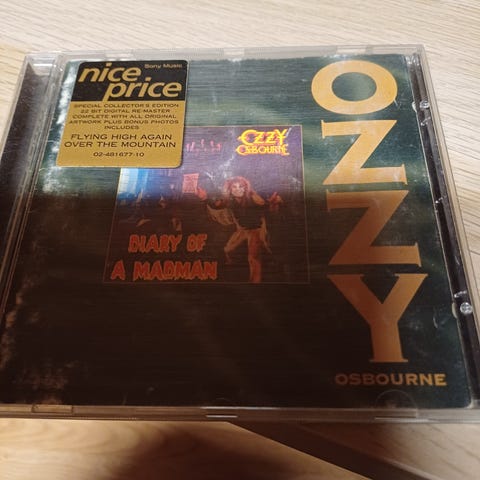 nice price
Sony Music
SPECIAL COLLECTOR'S EDITION
22 BIT DIGITAL RE-MASTER
COMPLETE WITH ALL ORIGINAL
ARTWORK PLUS BONUS PHOTOS
INCLUDES
FLYING HIGH AGAIN
OVER THE MOUNTAIN
02-481677-10
OZZY
OSBOURNE
DIARY OF
A MADMAN
OZZY
OSBOURNE